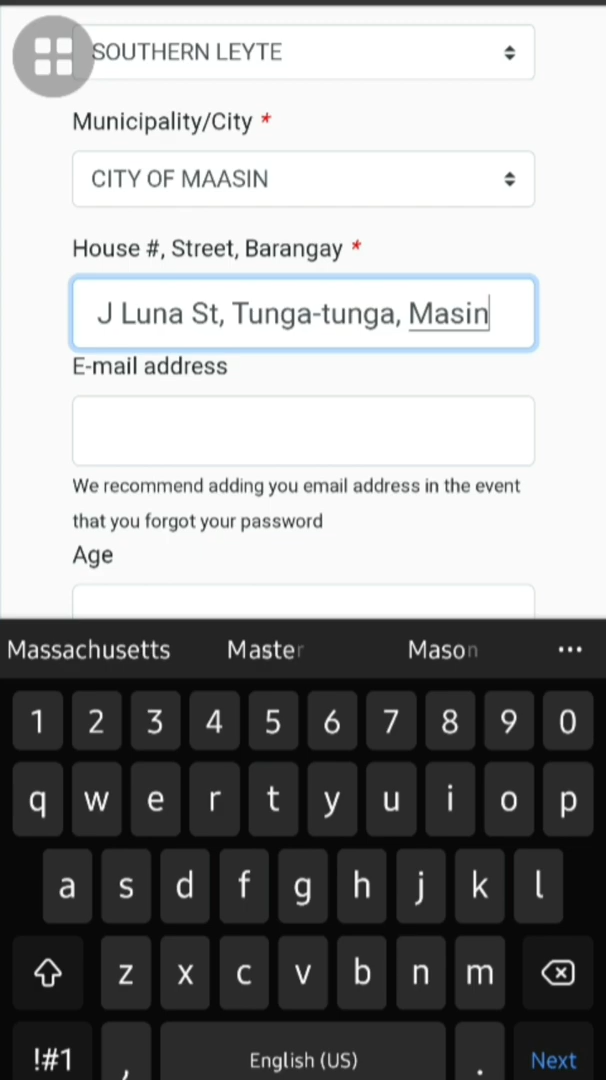 SOUTHERN LEYTE
Municipality/City *
CITY OF MAASIN
House #, Street, Barangay *
J Luna St, Tunga-tunga, Masin
E-mail address
We recommend adding you email address in the event
that you forgot your password
Age
Massachusetts Master Mason ...
1 2 3 4 5 6 7 8 9 0
q w e r t y u i o p
a s d f g h j k l
z x c v b n m
!#1 , English (US) . Next